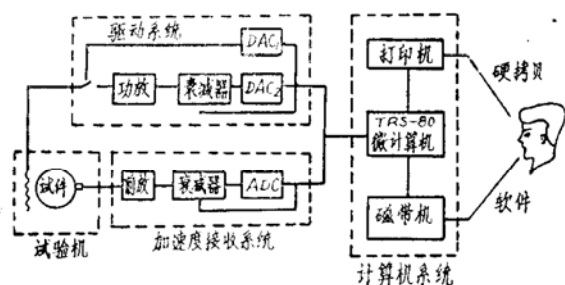 驱动系统
DAC₁
功放
衰减器
DAC₂
试件
试验机
前放
衰减器
ADC
加速度接收系统
打印机
TRS-80
微计算机
磁带机
计算机系统
硬拷贝
软件